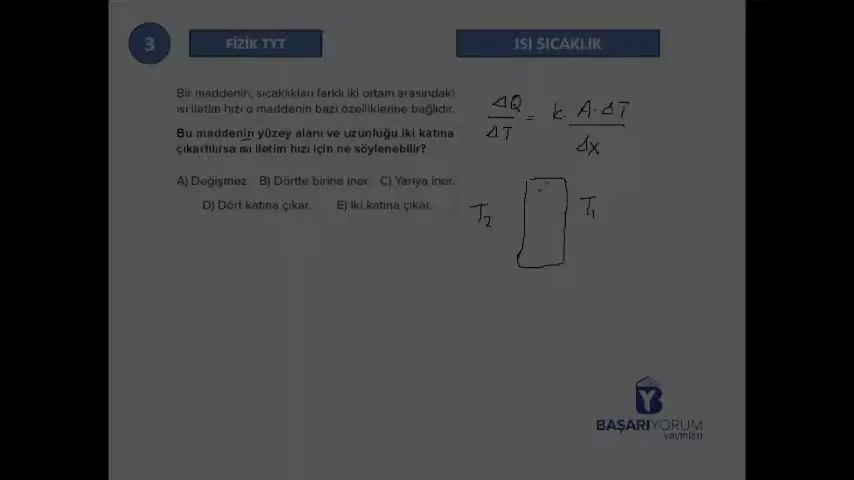 3
FİZİK TYT
ISI SICAKLIK
Bir maddenin, sıcaklıkları farklı iki ortam arasındaki
ısı iletim hızı o maddenin bazı özelliklerine bağlıdır.
Bu maddenin yüzey alanı ve uzunluğu iki katına
çıkartılırsa ısı iletim hızı için ne söylenebilir?
A) Değişmez. B) Dörtte birine iner. C) Yarıya iner.
D) Dört katına çıkar. E) İki katına çıkar.
ΔQ/ΔT = k. A.ΔT/Δx
T2 T1
BAŞARIYORUM
yayınları